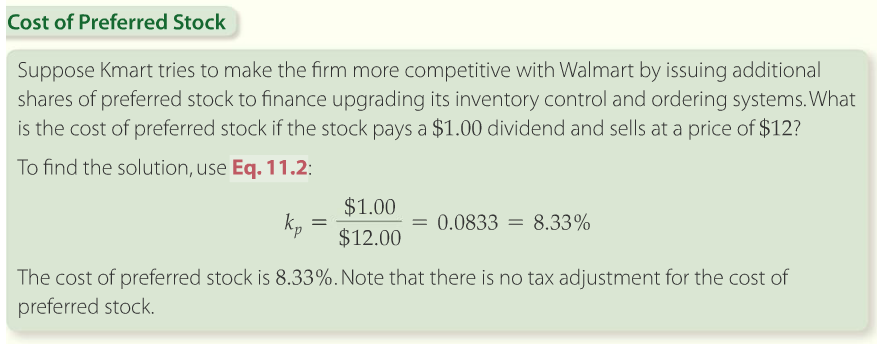 Cost of Preferred Stock
Suppose Kmart tries to make the firm more competitive with Walmart by issuing additional
shares of preferred stock to finance upgrading its inventory control and ordering systems. What
is the cost of preferred stock if the stock pays a $1.00 dividend and sells at a price of $12?
To find the solution, use Eq. 11.2:
kp = $1.00 / $12.00 = 0.0833 = 8.33%
The cost of preferred stock is 8.33%. Note that there is no tax adjustment for the cost of
preferred stock.